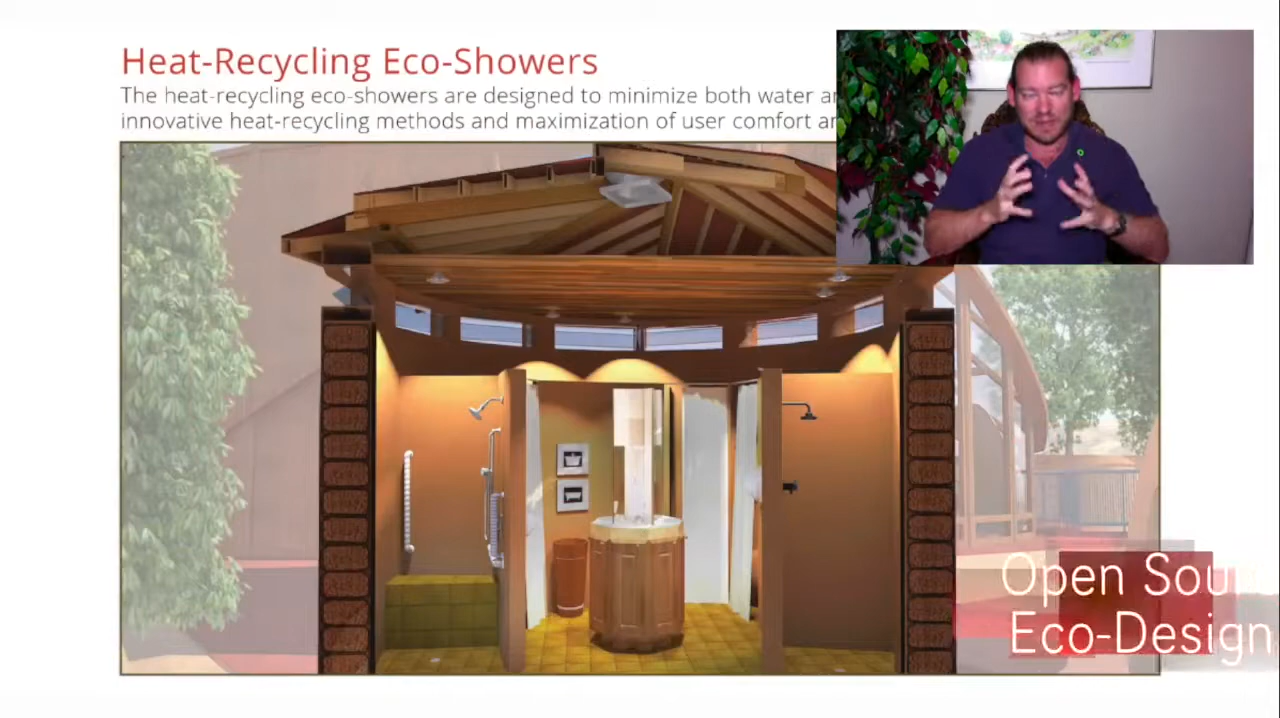 Heat-Recycling Eco-Showers
The heat-recycling eco-showers are designed to minimize both water
innovative heat-recycling methods and maximization of user comfort
Open
Eco-Design